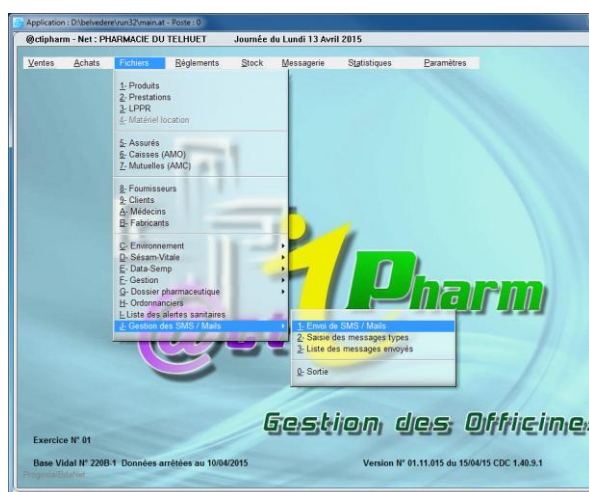 Application : D:\belvedere\run32\main.at - Poste : 0
@ctipharm - Net : PHARMACIE DU TELHUET Journée du Lundi 13 Avril 2015
Ventes Achats Fichiers Règlements Stock Messagerie Statistiques Paramètres
1- Produits
2- Prestations
3- LPPR
4- Matériel location
5- Assurés
6- Caisses (AMO)
7- Mutuelles (AMC)
8- Fournisseurs
9- Clients
A- Médecins
B- Fabricants
C- Environnement
D- Sésam-Vitale
E- Data-Semp
F- Gestion
G- Dossier pharmaceutique
H- Ordonnanciers
I- Liste des alertes sanitaires
J- Gestion des SMS / Mails
1- Envoi de SMS / Mails
2- Saisie des messages types
3- Liste des messages envoyés
0- Sortie
Pharm
@ct
Gestion des Officines
Exercice N° 01
Base Vidal N° 220B-1 Données arrêtées au 10/04/2015 Version N° 01.11.015 du 15/04/15 CDC 1.40.9.1